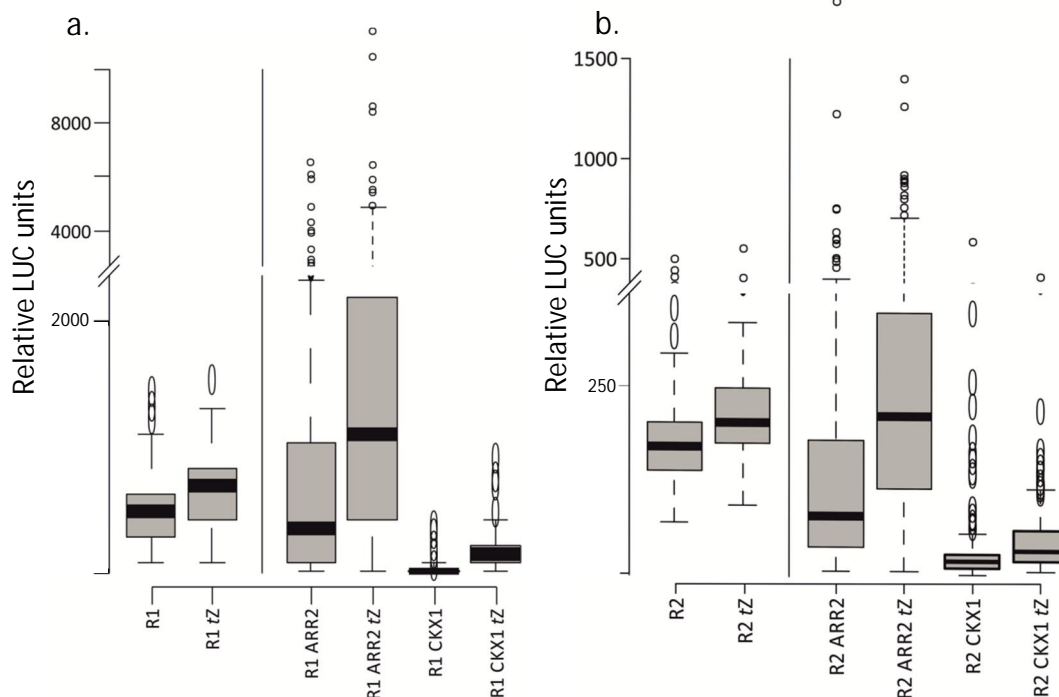 a.
Relative LUC units
8000
4000
2000
R1
R1 tZ
R1 ARR2
R1 ARR2 tZ
R1 CKX1
R1 CKX1 tZ
b.
Relative LUC units
1500
1000
500
250
R2
R2 tZ
R2 ARR2
R2 ARR2 tZ
R2 CKX1
R2 CKX1 tZ